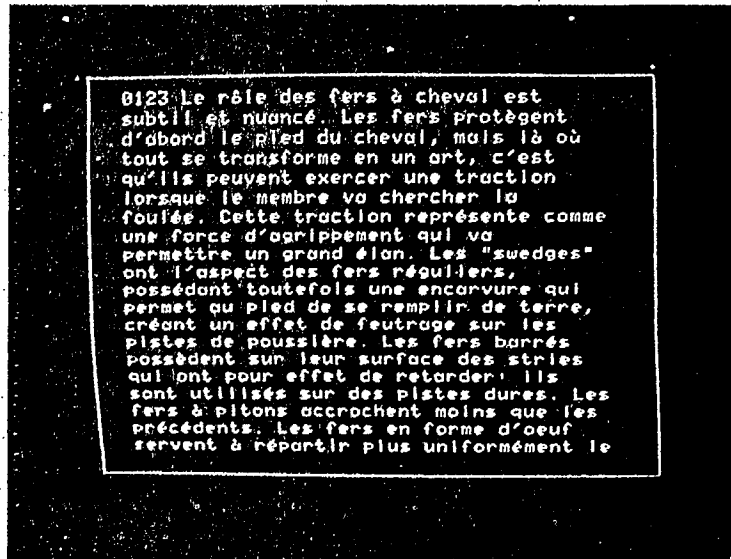 0123 Le rôle des fers à cheval est
subtil et nuancé. Les fers protègent
d'abord le pied du cheval, mais là où
tout se transforme en un art, c'est
qu'ils peuvent exercer une traction
lorsque le membre va chercher la
foulée. Cette traction représente comme
une force d'agrippement qui va
permettre un grand élan. Les "swedges"
ont l'aspect des fers réguliers,
possédant toutefois une encarvure qui
permet au pied de se remplir de terre,
créant un effet de feutrage sur les
pistes de poussière. Les fers barrés
possèdent sur leur surface des stries
qui ont pour effet de retarder: ils
sont utilisés sur des pistes dures. Les
fers à pitons accrochent moins que les
précédents. Les fers en forme d'oeuf
servent à répartir plus uniformément le